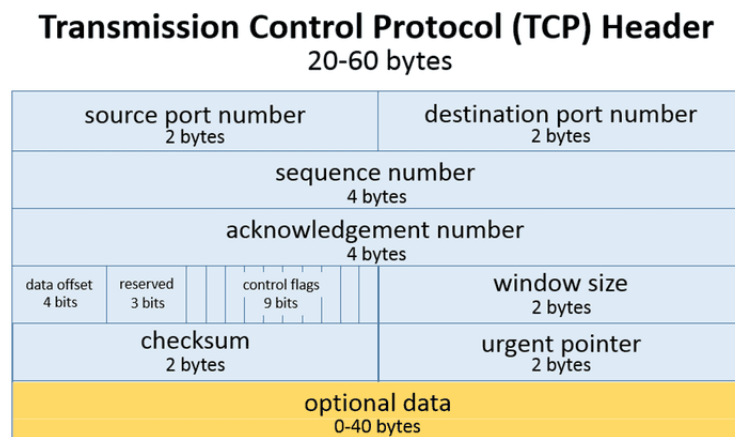 Transmission Control Protocol (TCP) Header
20-60 bytes
source port number
2 bytes
destination port number
2 bytes
sequence number
4 bytes
acknowledgement number
4 bytes
data offset
4 bits
reserved
3 bits
control flags
9 bits
window size
2 bytes
checksum
2 bytes
urgent pointer
2 bytes
optional data
0-40 bytes